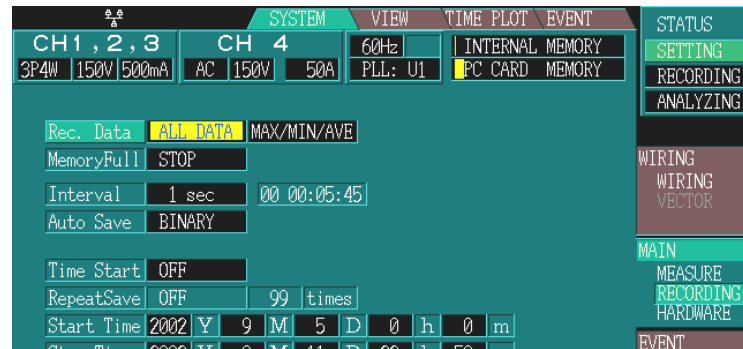 SYSTEM VIEW TIME PLOT EVENT
CH1,2,3 CH 4 60Hz INTERNAL MEMORY
3P4W 150V 500mA AC 150V 50A PLL: U1 PC CARD MEMORY
STATUS
SETTING
RECORDING
ANALYZING
Rec. Data ALL DATA MAX/MIN/AVE
MemoryFull STOP
Interval 1 sec 00 00:05:45
Auto Save BINARY
Time Start OFF
RepeatSave OFF 99 times
Start Time 2002 Y 9 M 5 D 0 h 0 m
WIRING
WIRING
VECTOR
MAIN
MEASURE
RECORDING
HARDWARE
EVENT